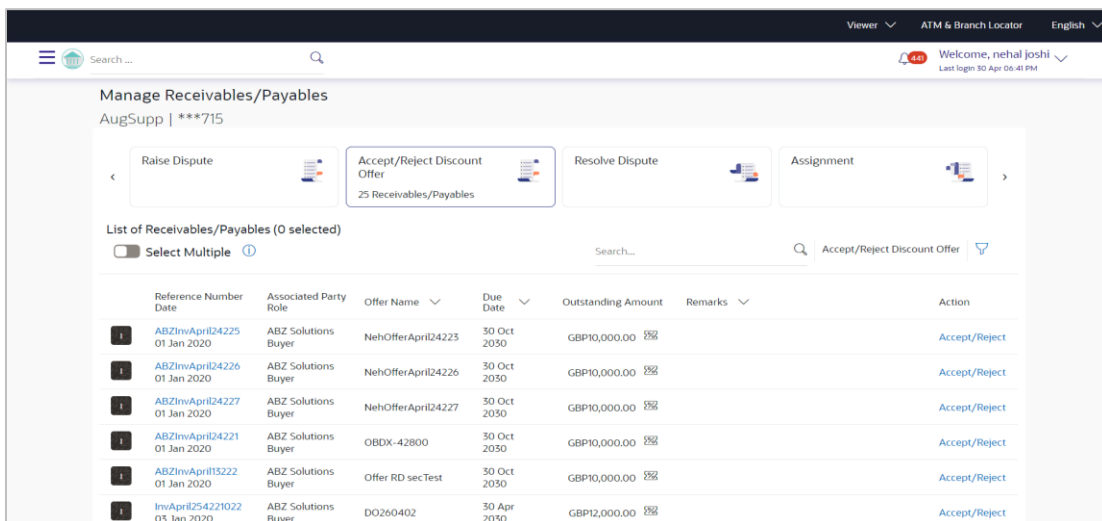 Viewer ATM & Branch Locator English
Search ... 441 Welcome, nehal joshi
Last login 30 Apr 06:41 PM
Manage Receivables/Payables
AugSupp | ***715
Raise Dispute Accept/Reject Discount Offer Resolve Dispute Assignment
25 Receivables/Payables
List of Receivables/Payables (0 selected)
Select Multiple Search... Accept/Reject Discount Offer
Reference Number Associated Party Offer Name Due Outstanding Amount Remarks Action
Date Role Date
I ABZInvApril24225 ABZ Solutions NehOfferApril24223 30 Oct GBP10,000.00 Accept/Reject
01 Jan 2020 Buyer 2030
I ABZInvApril24226 ABZ Solutions NehOfferApril24226 30 Oct GBP10,000.00 Accept/Reject
01 Jan 2020 Buyer 2030
I ABZInvApril24227 ABZ Solutions NehOfferApril24227 30 Oct GBP10,000.00 Accept/Reject
01 Jan 2020 Buyer 2030
I ABZInvApril24221 ABZ Solutions OBDX-42800 30 Oct GBP10,000.00 Accept/Reject
01 Jan 2020 Buyer 2030
I ABZInvApril13222 ABZ Solutions Offer RD secTest 30 Oct GBP10,000.00 Accept/Reject
01 Jan 2020 Buyer 2030
I InvApril254221022 ABZ Solutions DO260402 30 Apr GBP12,000.00 Accept/Reject
03 Jan 2020 Buyer 2030